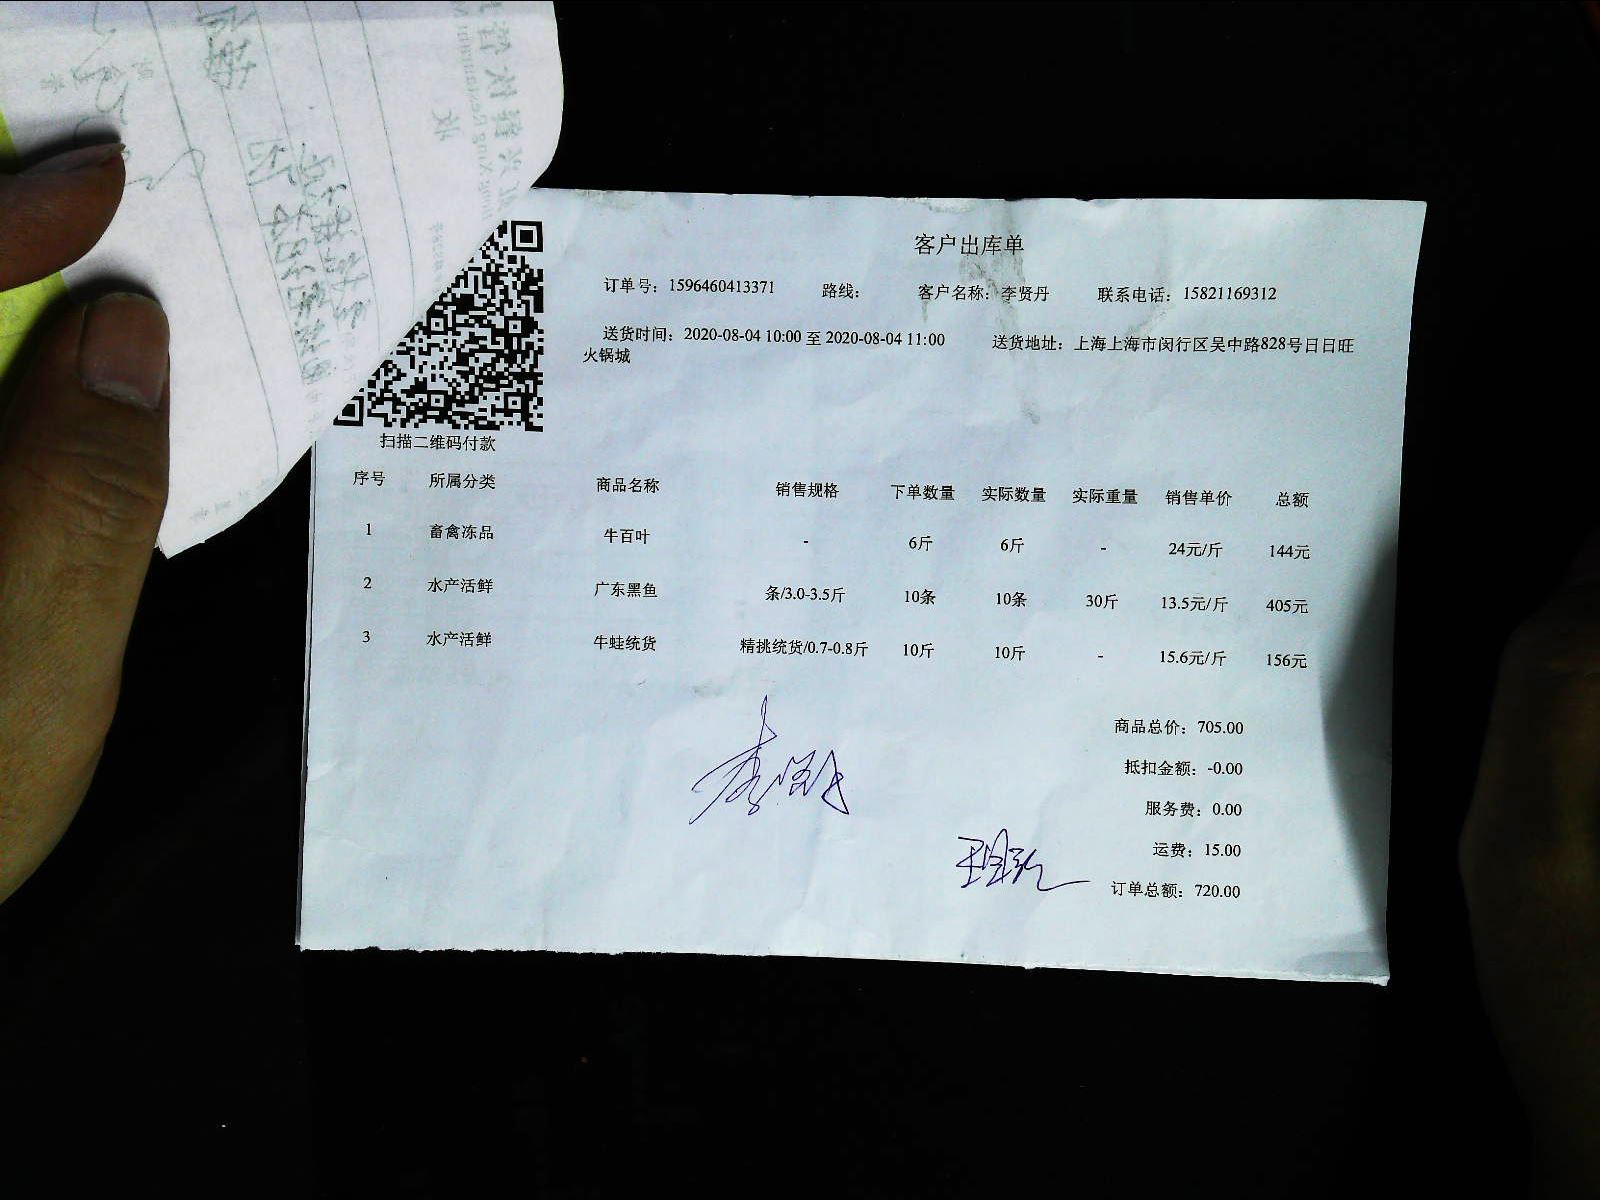 客户出库单
订单号：1596460413371 路线： 客户名称：李贤丹 联系电话：15821169312
送货时间：2020-08-04 10:00 至 2020-08-04 11:00 送货地址：上海上海市闵行区吴中路828号日日旺
火锅城
扫描二维码付款
序号 所属分类 商品名称 销售规格 下单数量 实际数量 实际重量 销售单价 总额
1 畜禽冻品 牛百叶 - 6斤 6斤 - 24元/斤 144元
2 水产活鲜 广东黑鱼 条/3.0-3.5斤 10条 10条 30斤 13.5元/斤 405元
3 水产活鲜 牛蛙统货 精挑统货/0.7-0.8斤 10斤 10斤 - 15.6元/斤 156元
商品总价：705.00
抵扣金额：-0.00
服务费：0.00
运费：15.00
订单总额：720.00